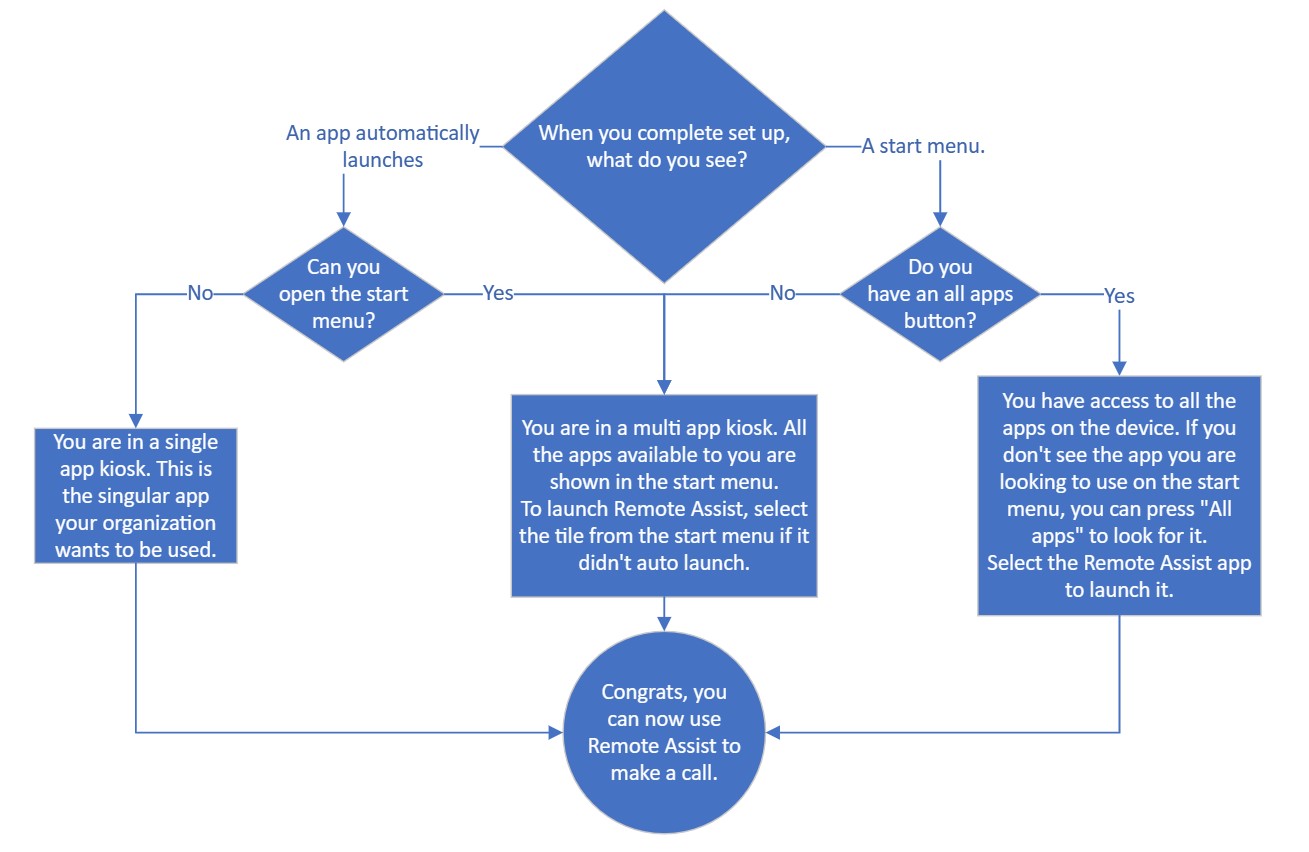 When you complete set up,
what do you see?
An app automatically
launches
A start menu.
Can you
open the start
menu?
Do you
have an all apps
button?
No
Yes
No
Yes
You are in a single
app kiosk. This is
the singular app
your organization
wants to be used.
You are in a multi app kiosk. All
the apps available to you are
shown in the start menu.
To launch Remote Assist, select
the tile from the start menu if it
didn't auto launch.
You have access to all the
apps on the device. If you
don't see the app you are
looking to use on the start
menu, you can press "All
apps" to look for it.
Select the Remote Assist app
to launch it.
Congrats, you
can now use
Remote Assist to
make a call.